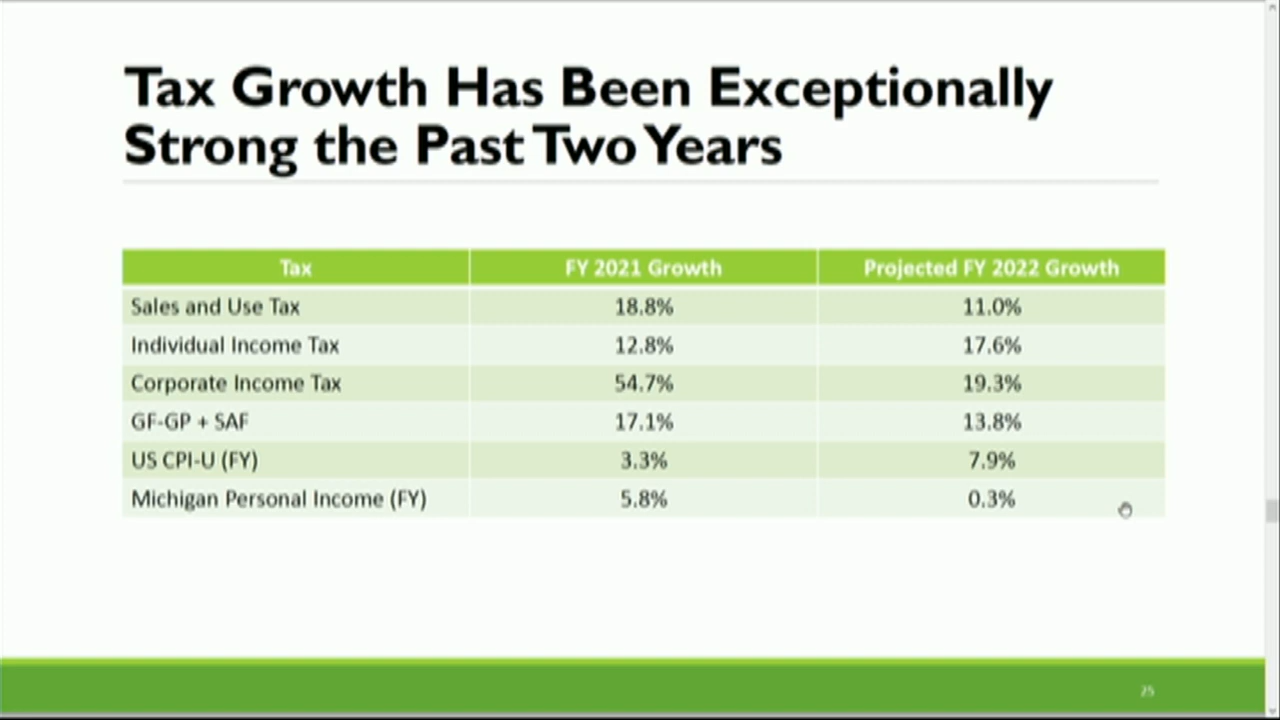 Tax Growth Has Been Exceptionally
Strong the Past Two Years
Tax FY 2021 Growth Projected FY 2022 Growth
Sales and Use Tax 18.8% 11.0%
Individual Income Tax 12.8% 17.6%
Corporate Income Tax 54.7% 19.3%
GF-GP + SAF 17.1% 13.8%
US CPI-U (FY) 3.3% 7.9%
Michigan Personal Income (FY) 5.8% 0.3%
25